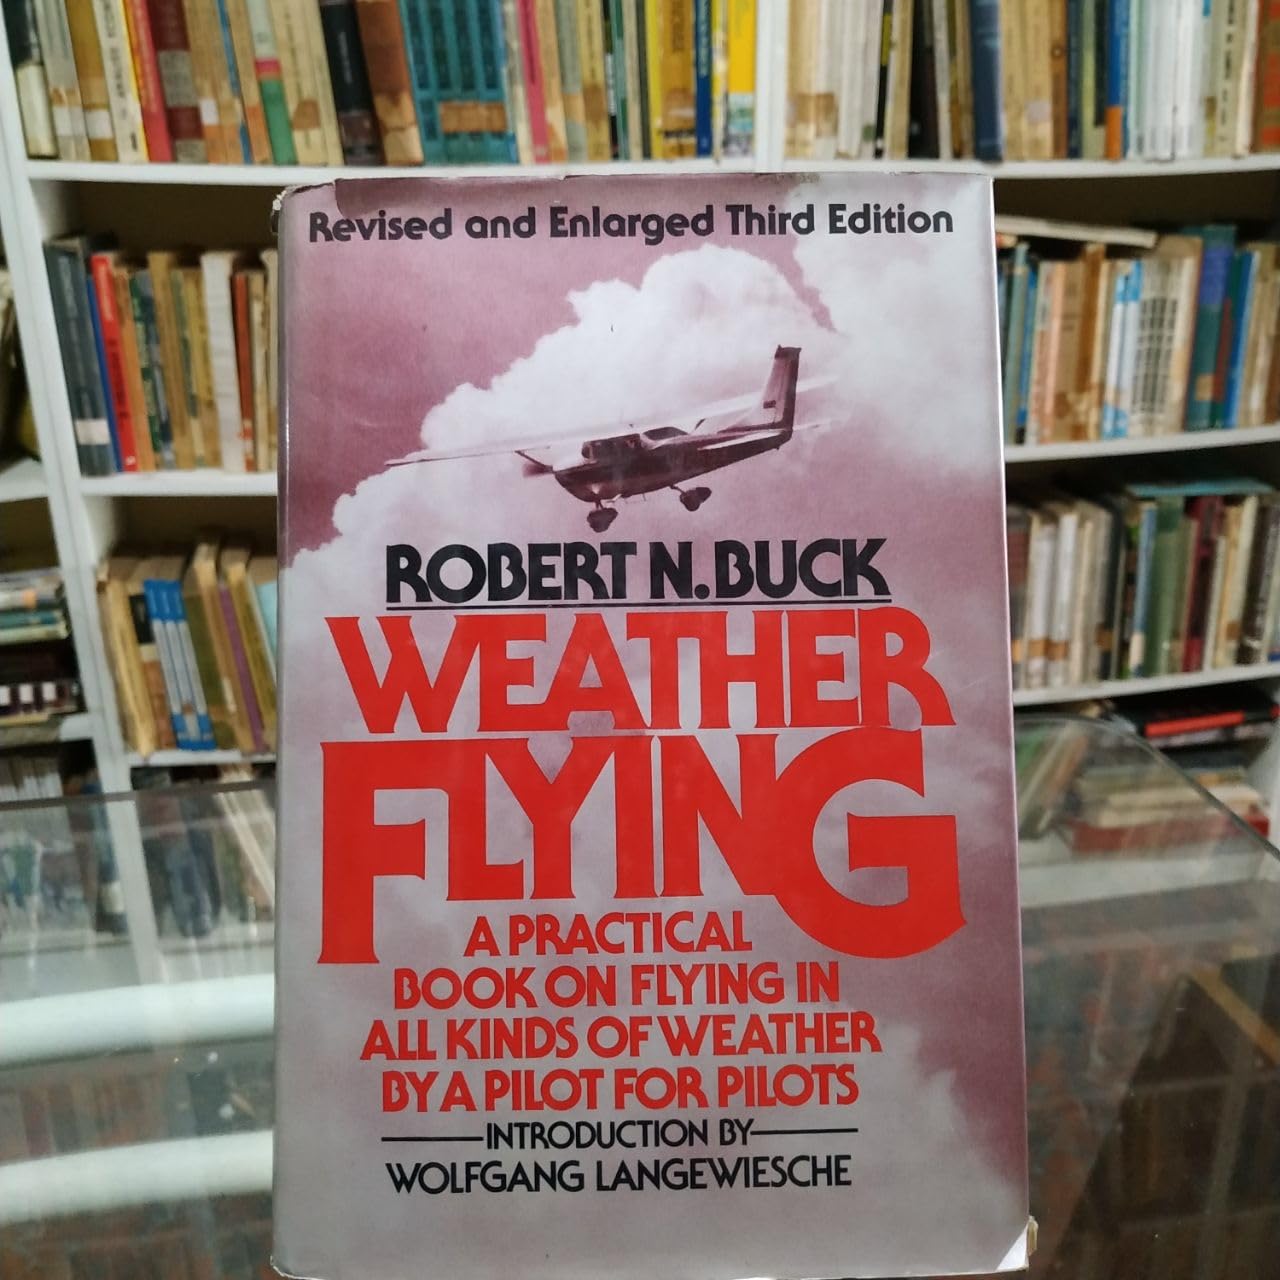 Revised and Enlarged Third Edition
ROBERT N. BUCK
WEATHER
FLYING
A PRACTICAL
BOOK ON FLYING IN
ALL KINDS OF WEATHER
BY A PILOT FOR PILOTS
INTRODUCTION BY
WOLFGANG LANGEWIESCHE